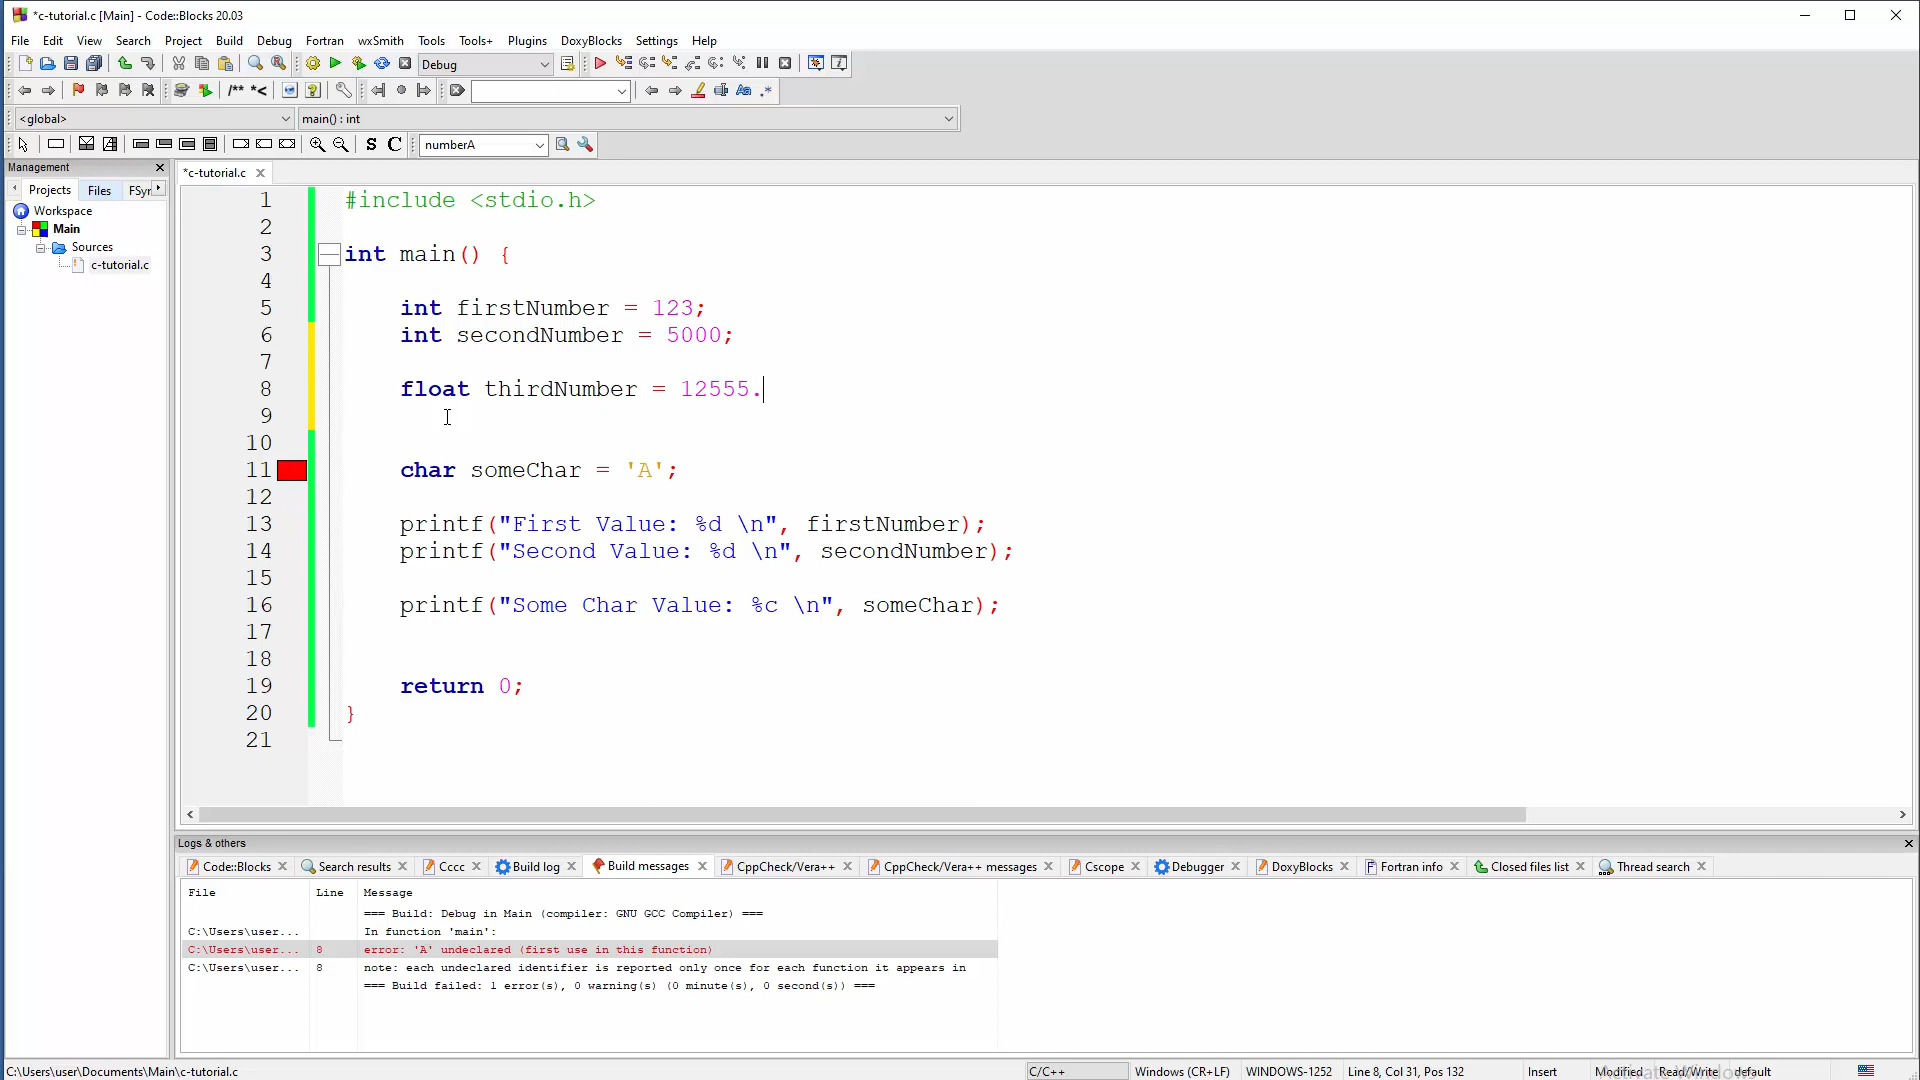 *c-tutorial.c [Main] - Code::Blocks 20.03
File Edit View Search Project Build Debug Fortran wxSmith Tools Tools+ Plugins DoxyBlocks Settings Help
Debug
/** *<
<global> main() : int
S C numberA
Management
*c-tutorial.c
Projects Files FSyr
Workspace
Main
Sources
c-tutorial.c
1 #include <stdio.h>
2
3 int main() {
4
5 int firstNumber = 123;
6 int secondNumber = 5000;
7
8 float thirdNumber = 12555.
9
10
11 char someChar = 'A';
12
13 printf("First Value: %d \n", firstNumber);
14 printf("Second Value: %d \n", secondNumber);
15
16 printf("Some Char Value: %c \n", someChar);
17
18
19 return 0;
20 }
21
Logs & others
Code::Blocks Search results Cccc Build log Build messages CppCheck/Vera++ CppCheck/Vera++ messages Cscope Debugger DoxyBlocks Fortran info Closed files list Thread search
File Line Message
=== Build: Debug in Main (compiler: GNU GCC Compiler) ===
C:\Users\user... In function 'main':
C:\Users\user... 8 error: 'A' undeclared (first use in this function)
C:\Users\user... 8 note: each undeclared identifier is reported only once for each function it appears in
=== Build failed: 1 error(s), 0 warning(s) (0 minute(s), 0 second(s)) ===
C:\Users\user\Documents\Main\c-tutorial.c C/C++ Windows (CR+LF) WINDOWS-1252 Line 8, Col 31, Pos 132 Insert Modified Read/Write default
Activate Windows